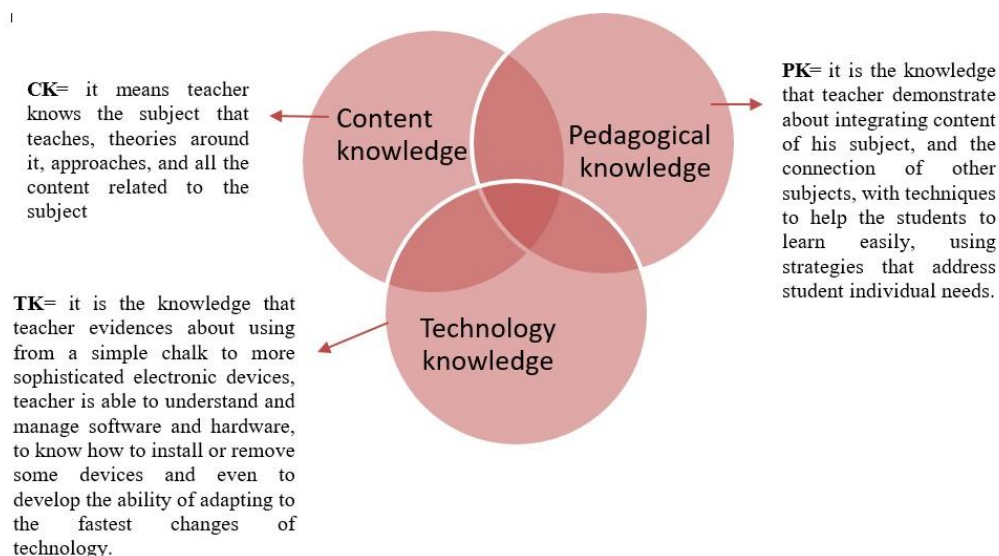 CK= it means teacher
knows the subject that
teaches, theories around
it, approaches, and all the
content related to the
subject
Content
knowledge
Pedagogical
knowledge
PK= it is the knowledge
that teacher demonstrate
about integrating content
of his subject, and the
connection of other
subjects, with techniques
to help the students to
learn easily, using
strategies that address
student individual needs.
TK= it is the knowledge that
teacher evidences about using
from a simple chalk to more
sophisticated electronic devices,
teacher is able to understand and
manage software and hardware,
to know how to install or remove
some devices and even to
develop the ability of adapting to
the fastest changes of
technology.
Technology
knowledge